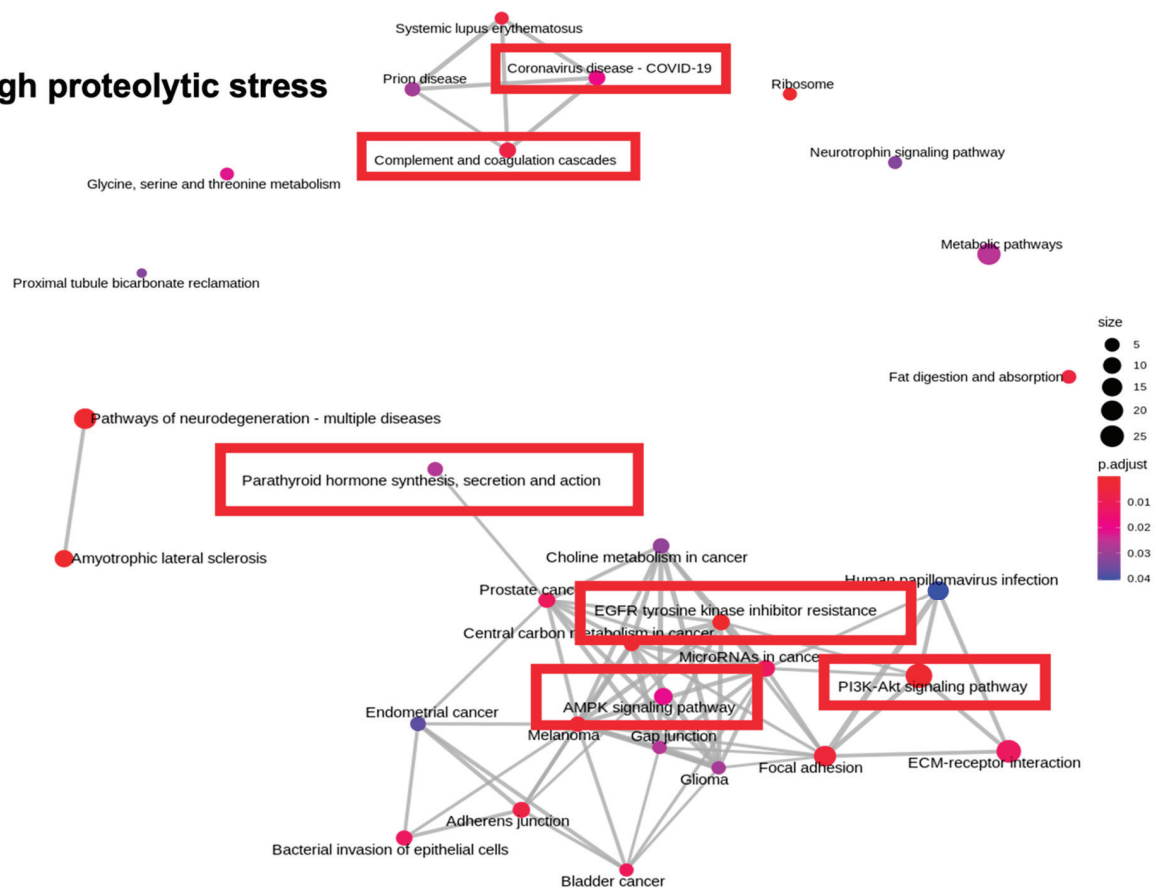 Systemic lupus erythematosus
Coronavirus disease - COVID-19
Prion disease
gh proteolytic stress
Ribosome
Complement and coagulation cascades
Neurotrophin signaling pathway
Glycine, serine and threonine metabolism
Metabolic pathways
Proximal tubule bicarbonate reclamation
size
5
10
15
20
25
Fat digestion and absorption
Pathways of neurodegeneration - multiple diseases
p.adjust
0.01
0.02
0.03
0.04
Parathyroid hormone synthesis, secretion and action
Amyotrophic lateral sclerosis
Choline metabolism in cancer
Human papillomavirus infection
Prostate canc
EGFR tyrosine kinase inhibitor resistance
Central carbon metabolism in cancer
MicroRNAs in cance
PI3K-Akt signaling pathway
AMPK signaling pathway
Endometrial cancer
Melanoma
Gap junction
ECM-receptor interaction
Focal adhesion
Glioma
Adherens junction
Bacterial invasion of epithelial cells
Bladder cancer